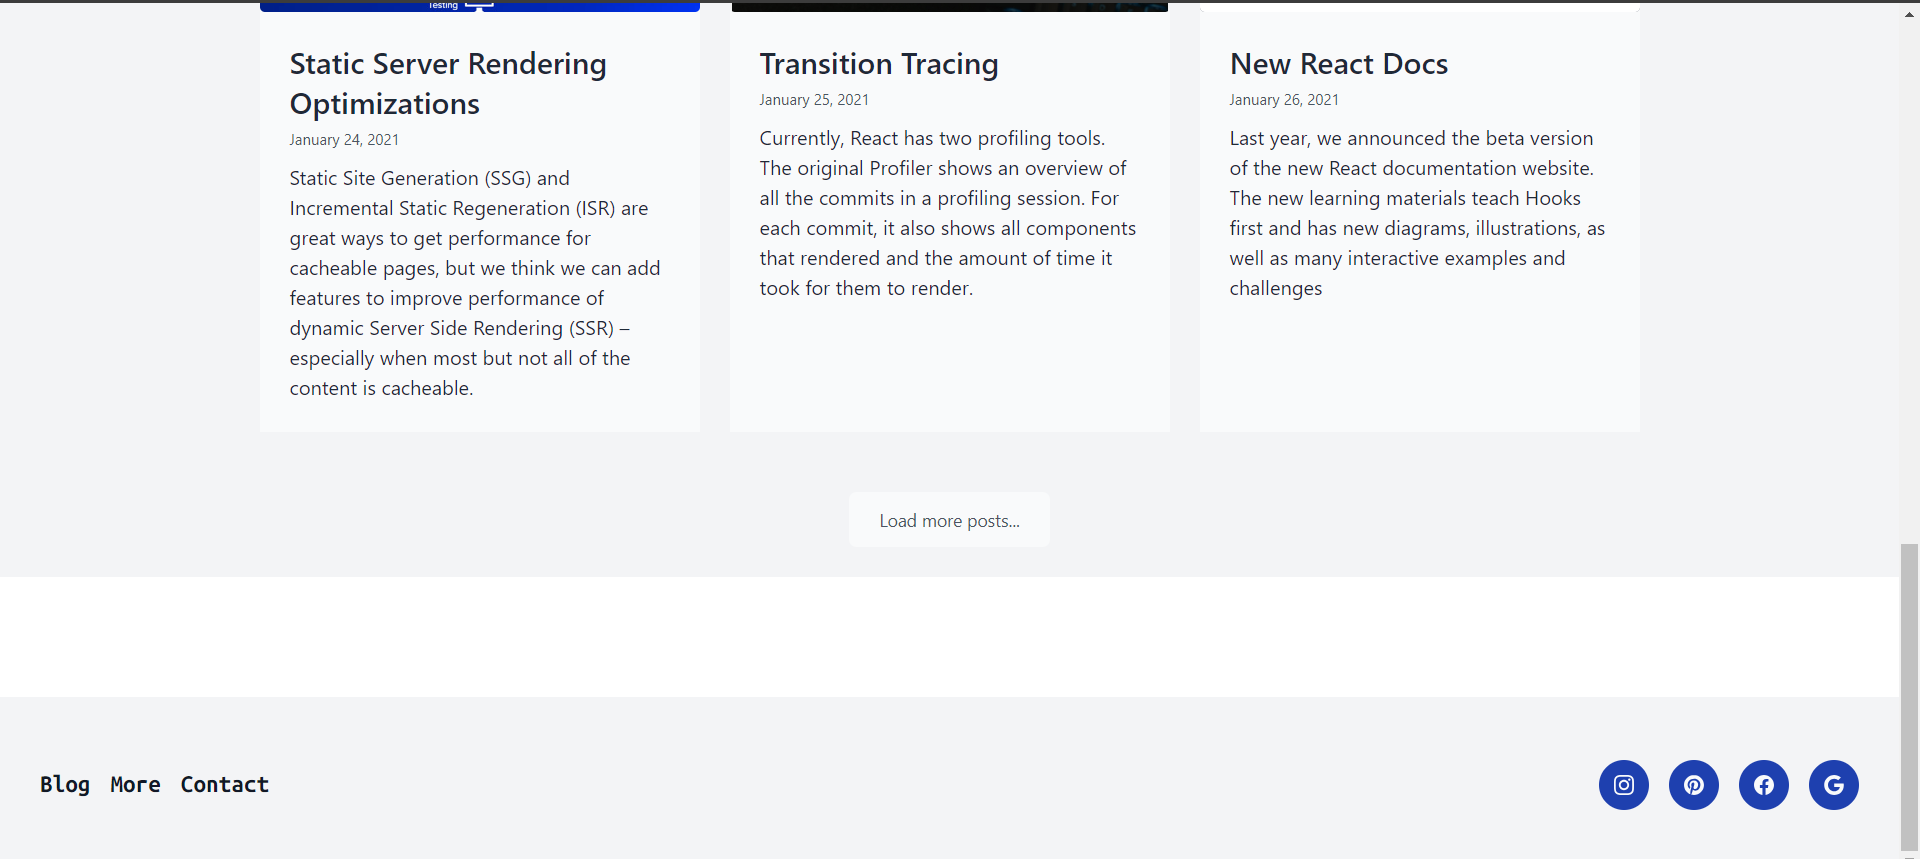 Testing
Static Server Rendering
Optimizations
January 24, 2021
Static Site Generation (SSG) and
Incremental Static Regeneration (ISR) are
great ways to get performance for
cacheable pages, but we think we can add
features to improve performance of
dynamic Server Side Rendering (SSR) –
especially when most but not all of the
content is cacheable.
Transition Tracing
January 25, 2021
Currently, React has two profiling tools.
The original Profiler shows an overview of
all the commits in a profiling session. For
each commit, it also shows all components
that rendered and the amount of time it
took for them to render.
New React Docs
January 26, 2021
Last year, we announced the beta version
of the new React documentation website.
The new learning materials teach Hooks
first and has new diagrams, illustrations, as
well as many interactive examples and
challenges
Load more posts...
Blog More Contact